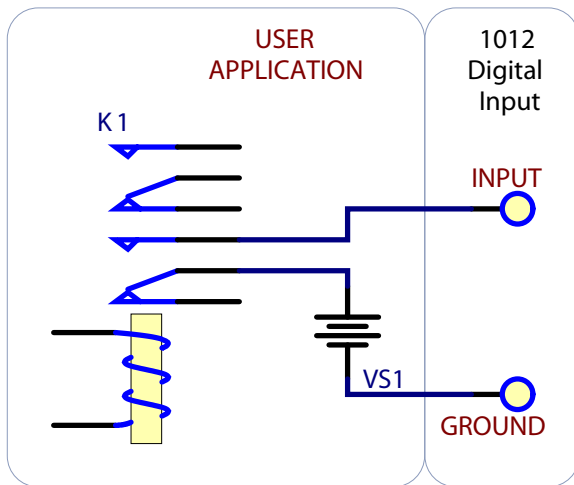 USER
APPLICATION
1012
Digital
Input
K1
INPUT
VS1
GROUND